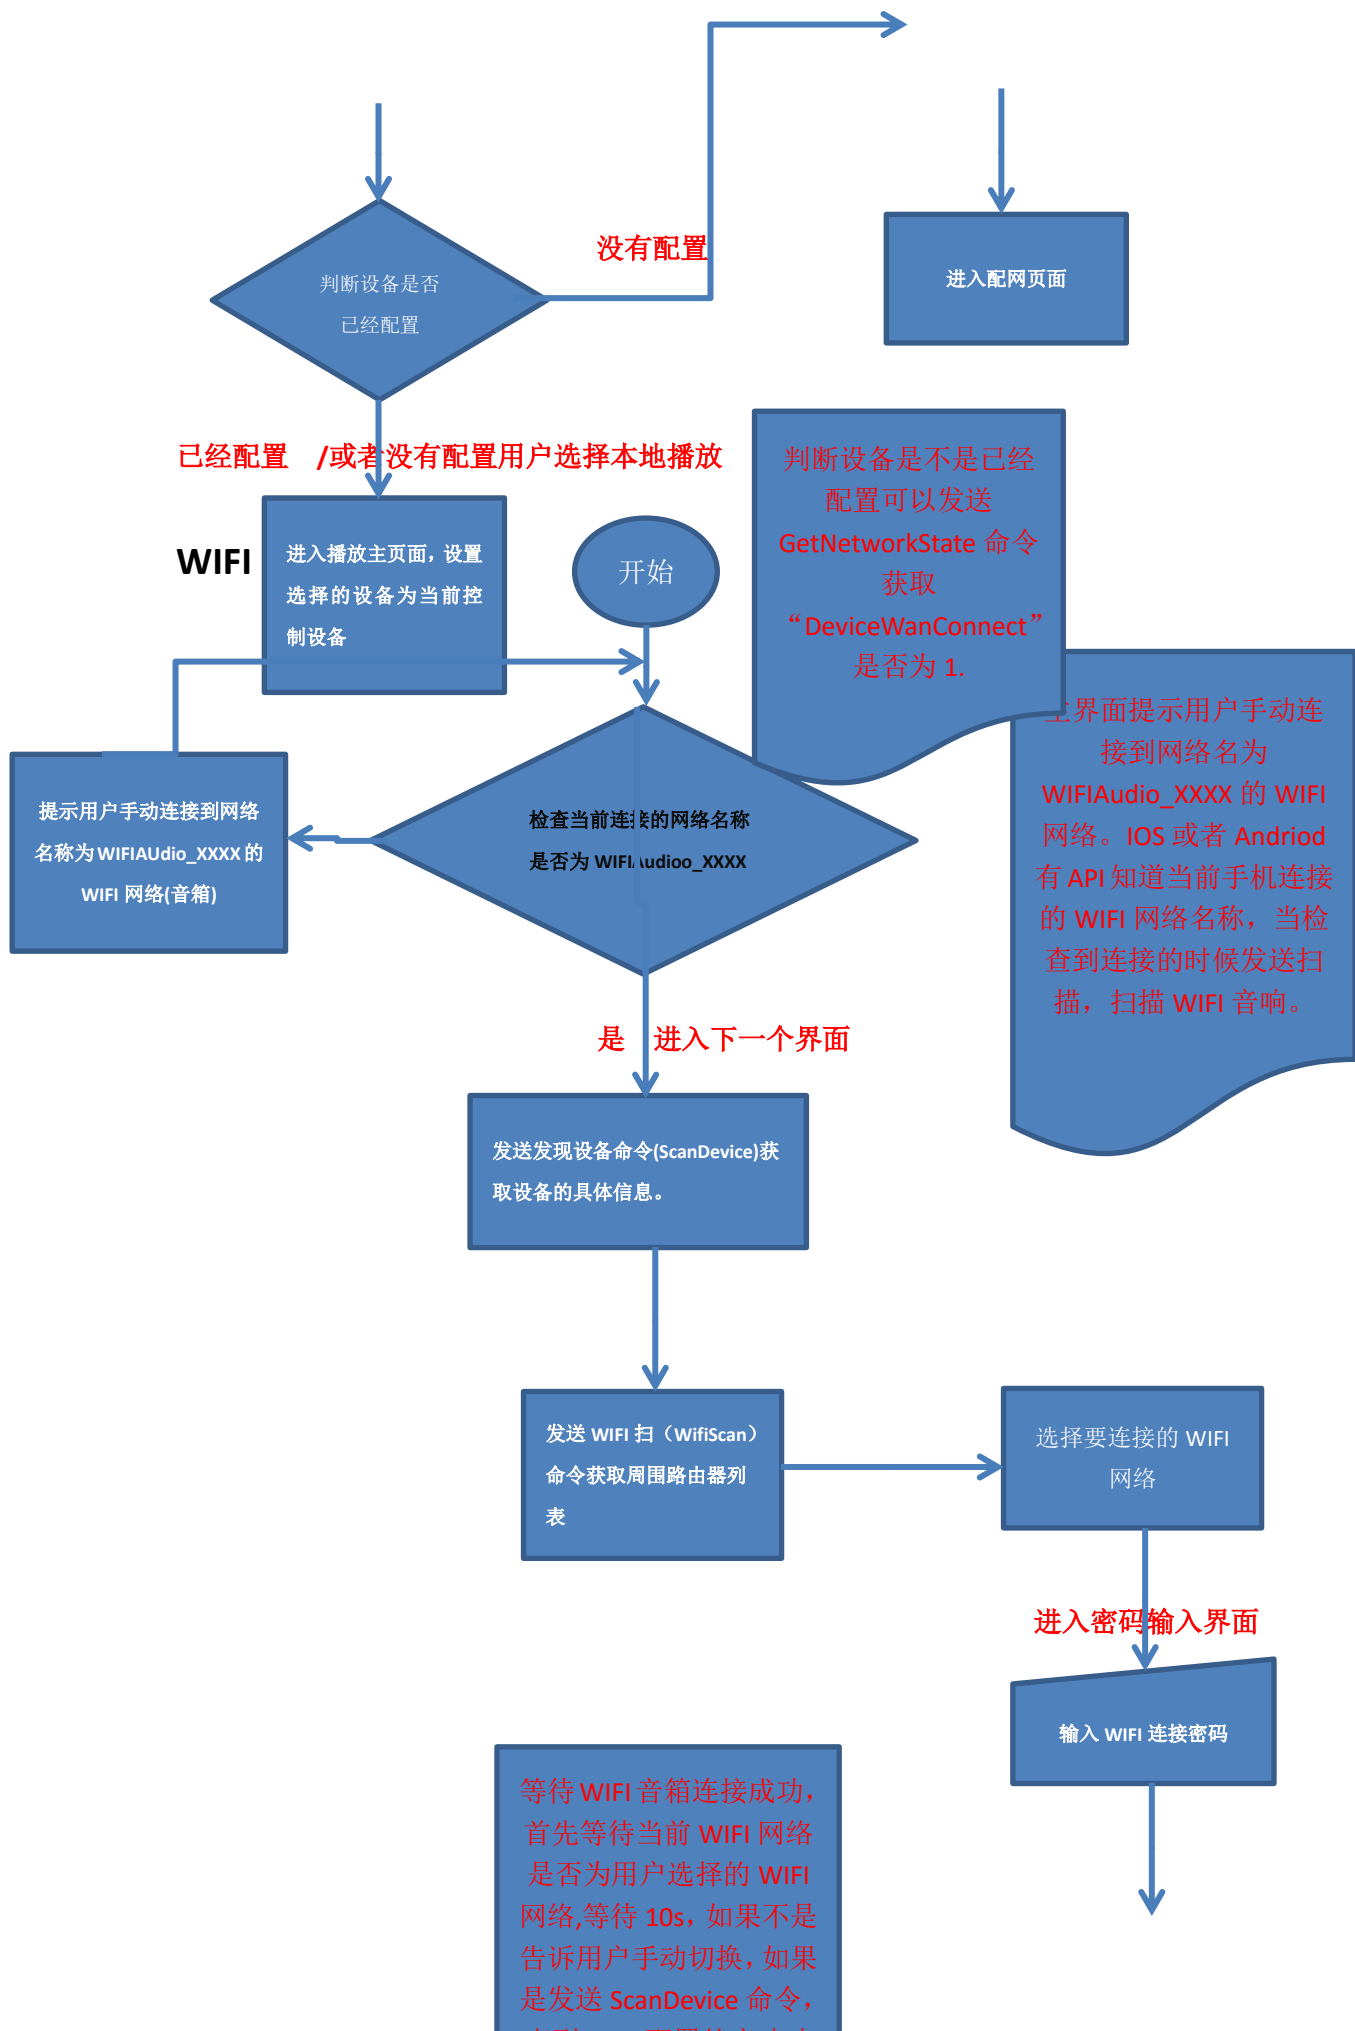 没有配置
判断设备是否
已经配置
进入配网页面
已经配置 /或者没有配置用户选择本地播放
判断设备是不是已经
配置可以发送
GetNetworkState 命令
获取
“DeviceWanConnect”
是否为 1.
WIFI
进入播放主页面，设置
选择的设备为当前控
制设备
开始
界面提示用户手动连
接到网络名为
WIFIAudio_XXXX 的 WIFI
网络。IOS 或者 Andriod
有 API 知道当前手机连接
的 WIFI 网络名称，当检
查到连接的时候发送扫
描，扫描 WIFI 音响。
提示用户手动连接到网络
名称为 WIFIAUdio_XXXX 的
WIFI 网络(音箱)
检查当前连接的网络名称
是否为 WIFIAudioo_XXXX
是 进入下一个界面
发送发现设备命令(ScanDevice)获
取设备的具体信息。
发送 WIFI 扫（WifiScan）
命令获取周围路由器列
表
选择要连接的 WIFI
网络
进入密码输入界面
输入 WIFI 连接密码
等待 WIFI 音箱连接成功，
首先等待当前 WIFI 网络
是否为用户选择的 WIFI
网络,等待 10s，如果不是
告诉用户手动切换，如果
是发送 ScanDevice 命令，